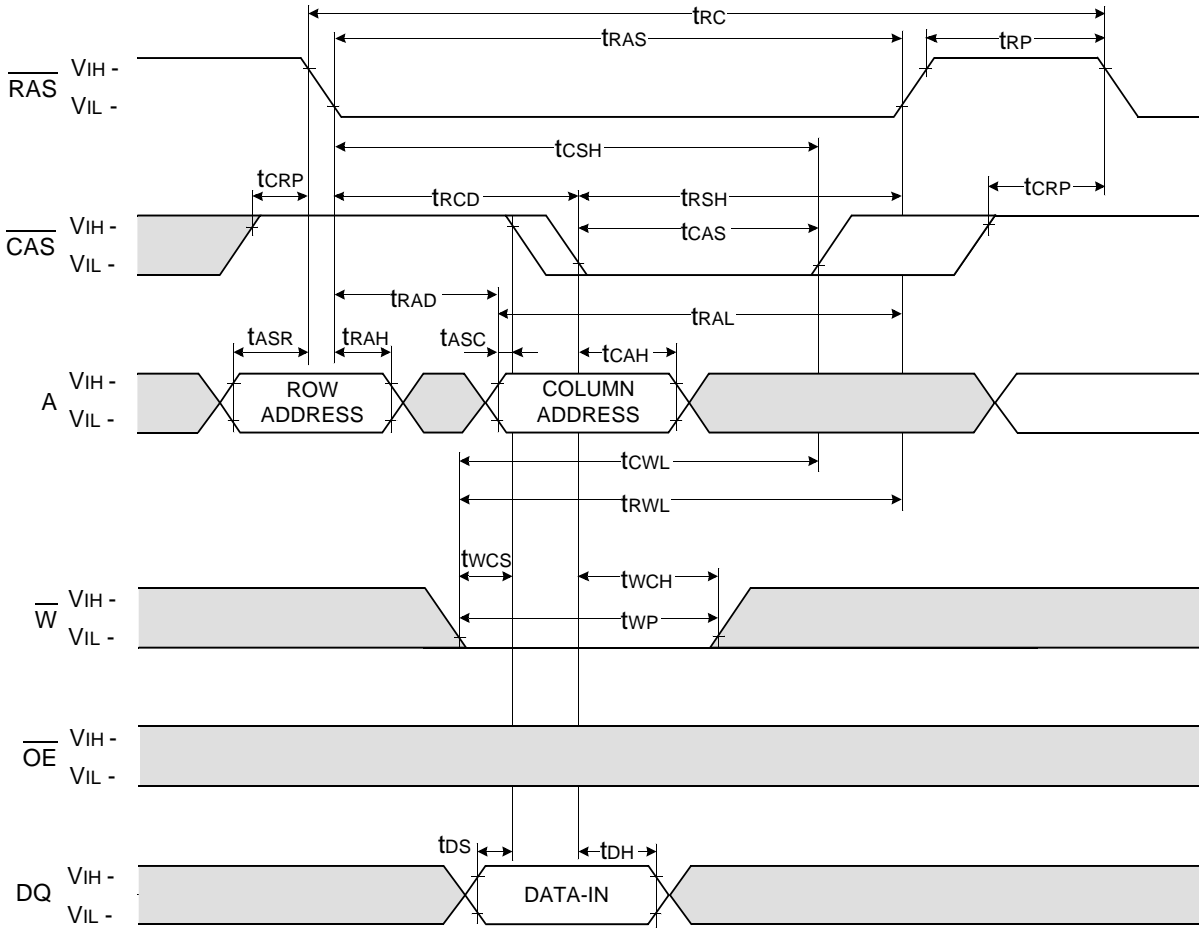 tRC
tRAS
tRP
RAS
VIH -
VIL -
tCSH
tCRP
tRCD
tRSH
tCRP
CAS
VIH -
VIL -
tCAS
tRAD
tRAL
tASR
tRAH
tASC
tCAH
A
VIH -
VIL -
ROW
ADDRESS
COLUMN
ADDRESS
tCWL
tRWL
tWCS
tWCH
W
VIH -
VIL -
tWP
OE
VIH -
VIL -
tDS
tDH
DQ
VIH -
VIL -
DATA-IN